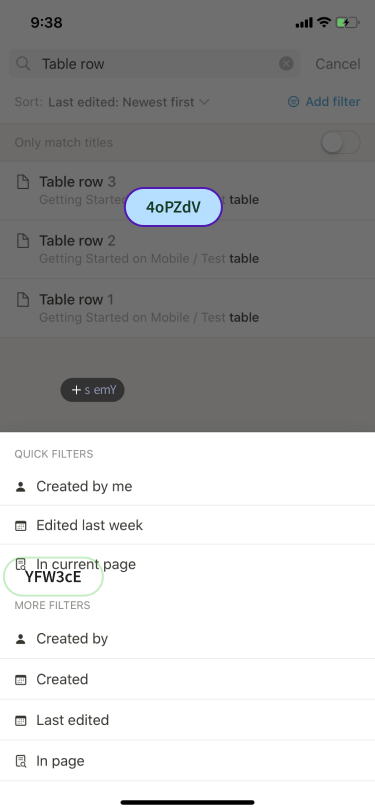 9:38
Table row
Cancel
Sort: Last edited: Newest first
Add filter
Only match titles
Table row 3
Getting Started table
4oPZdV
Table row 2
Getting Started on Mobile / Test table
Table row 1
Getting Started on Mobile / Test table
+ s emY
QUICK FILTERS
Created by me
Edited last week
In current page
YFW3cE
MORE FILTERS
Created by
Created
Last edited
In page